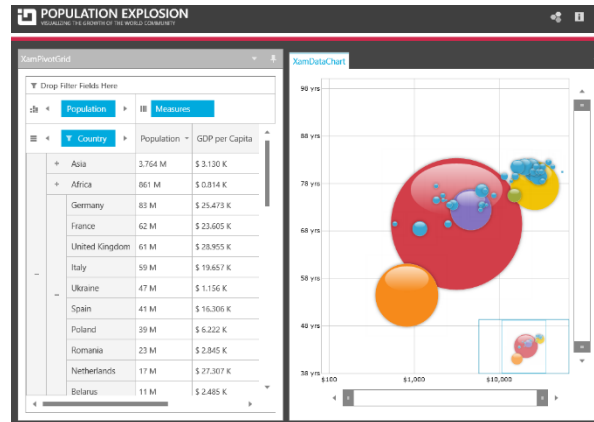 POPULATION EXPLOSION
VISUALIZING THE GROWTH OF THE WORLD COMMUNITY
XamPivotGrid
XamDataChart
Drop Filter Fields Here
Population
Measures
Country
Population
GDP per Capita
+ Asia 3.764 M $ 3.130 K
+ Africa 861 M $ 0.814 K
Germany 83 M $ 25.473 K
France 62 M $ 23.605 K
United Kingdom 61 M $ 28.955 K
Italy 59 M $ 19.657 K
Ukraine 47 M $ 1.156 K
Spain 41 M $ 16.306 K
Poland 39 M $ 6.222 K
Romania 23 M $ 2.845 K
Netherlands 17 M $ 27.307 K
Belarus 11 M $ 2.485 K
90 yrs
88 yrs
78 yrs
68 yrs
58 yrs
48 yrs
38 yrs
$100
$1,000
$10,000